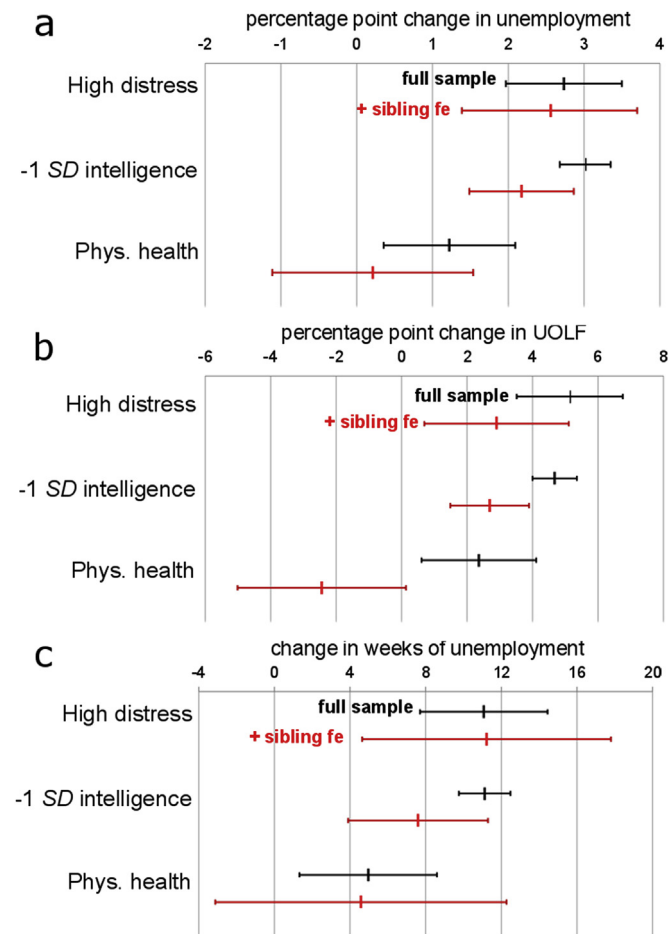 a
percentage point change in unemployment
-2 -1 0 1 2 3 4
High distress
full sample
+ sibling fe
-1 SD intelligence
Phys. health
b
percentage point change in UOLF
-6 -4 -2 0 2 4 6 8
High distress
full sample
+ sibling fe
-1 SD intelligence
Phys. health
c
change in weeks of unemployment
-4 0 4 8 12 16 20
High distress
full sample
+ sibling fe
-1 SD intelligence
Phys. health